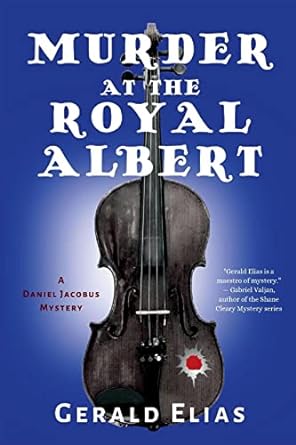 MURDER
AT THE
ROYAL
ALBERT
A
DANIEL JACOBUS
MYSTERY
"Gerald Elias is a
maestro of mystery."
— Gabriel Valjan,
author of the Shane
Cleary Mystery series
GERALD ELIAS